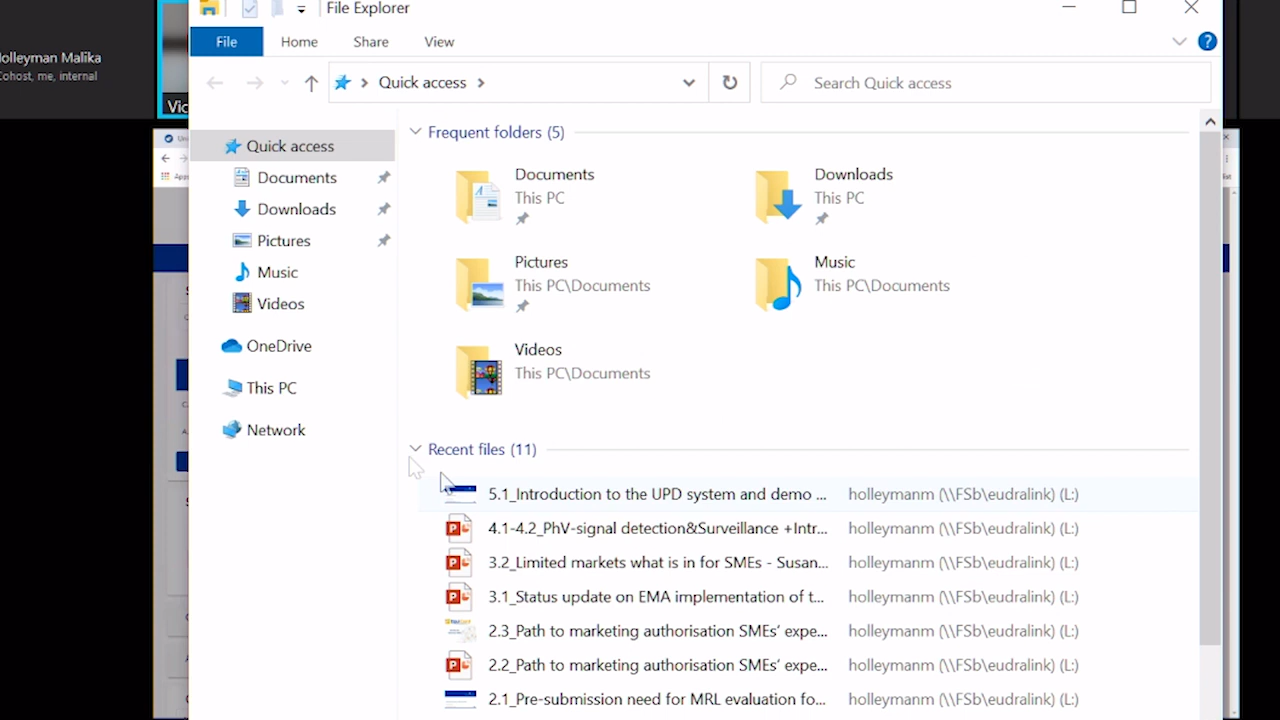 File Explorer
File Home Share View
Holleyman Malika
Cohost, me, internal
Vic
Quick access
Search Quick access
Quick access
Documents
Downloads
Pictures
Music
Videos
OneDrive
This PC
Network
Frequent folders (5)
Documents
This PC
Downloads
This PC
Pictures
This PC\Documents
Music
This PC\Documents
Videos
This PC\Documents
Recent files (11)
5.1_Introduction to the UPD system and demo ... holleymanm (\\FSb\eudralink) (L:)
4.1-4.2_PhV-signal detection&Surveillance +Intr... holleymanm (\\FSb\eudralink) (L:)
3.2_Limited markets what is in for SMEs - Susan... holleymanm (\\FSb\eudralink) (L:)
3.1_Status update on EMA implementation of t... holleymanm (\\FSb\eudralink) (L:)
2.3_Path to marketing authorisation SMEs' expe... holleymanm (\\FSb\eudralink) (L:)
2.2_Path to marketing authorisation SMEs' expe... holleymanm (\\FSb\eudralink) (L:)
2.1_Pre-submission need for MRL evaluation fo... holleymanm (\\FSb\eudralink) (L:)